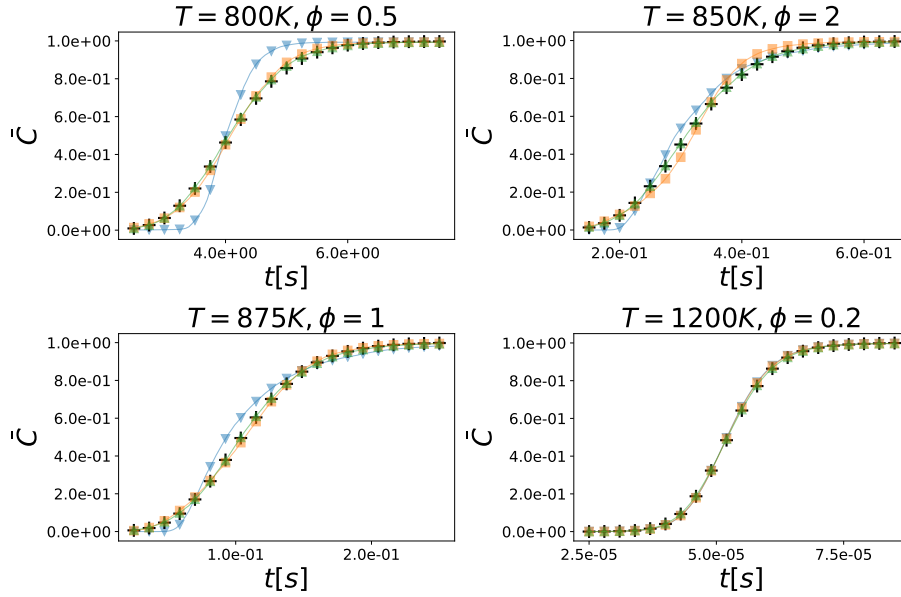 T = 800K, ϕ = 0.5
1.0e+00
8.0e-01
6.0e-01
4.0e-01
2.0e-01
0.0e+00
C̄
4.0e+00 6.0e+00
t[s]
T = 850K, ϕ = 2
1.0e+00
8.0e-01
6.0e-01
4.0e-01
2.0e-01
0.0e+00
C̄
2.0e-01 4.0e-01 6.0e-01
t[s]
T = 875K, ϕ = 1
1.0e+00
8.0e-01
6.0e-01
4.0e-01
2.0e-01
0.0e+00
C̄
1.0e-01 2.0e-01
t[s]
T = 1200K, ϕ = 0.2
1.0e+00
8.0e-01
6.0e-01
4.0e-01
2.0e-01
0.0e+00
C̄
2.5e-05 5.0e-05 7.5e-05
t[s]